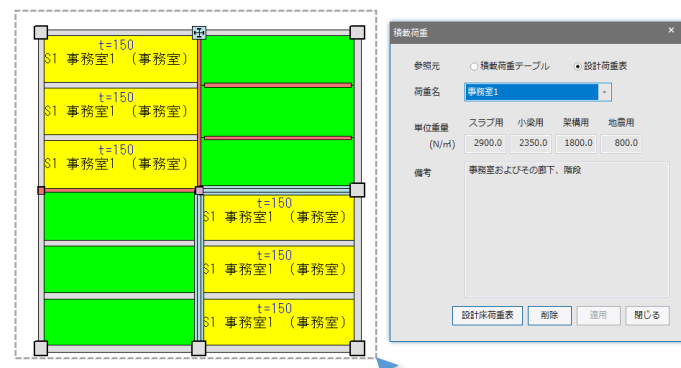 t=150
S1 事務室1 (事務室)
t=150
S1 事務室1 (事務室)
t=150
S1 事務室1 (事務室)
t=150
S1 事務室1 (事務室)
t=150
S1 事務室1 (事務室)
t=150
S1 事務室1 (事務室)
積載荷重 ×
参照元 積載荷重テーブル 設計荷重表
荷重名 事務室1
単位重量 スラブ用 小梁用 架構用 地震用
(N/㎡) 2900.0 2350.0 1800.0 800.0
備考 事務室およびその廊下、階段
設計床荷重表 削除 適用 閉じる